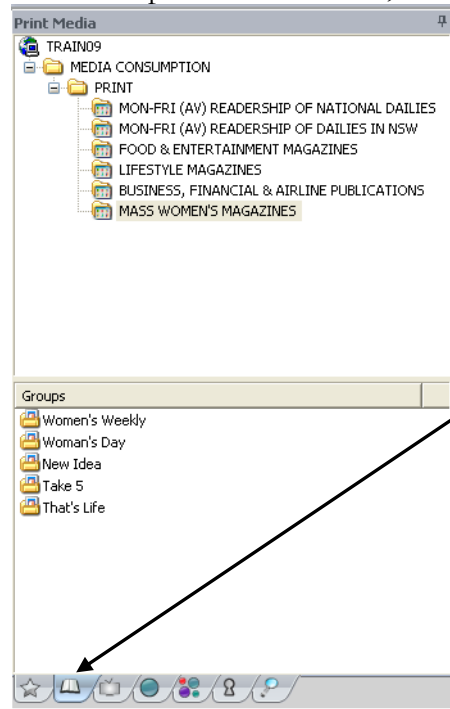 Print Media
TRAIN09
MEDIA CONSUMPTION
PRINT
MON-FRI (AV) READERSHIP OF NATIONAL DAILIES
MON-FRI (AV) READERSHIP OF DAILIES IN NSW
FOOD & ENTERTAINMENT MAGAZINES
LIFESTYLE MAGAZINES
BUSINESS, FINANCIAL & AIRLINE PUBLICATIONS
MASS WOMEN'S MAGAZINES
Groups
Women's Weekly
Woman's Day
New Idea
Take 5
That's Life